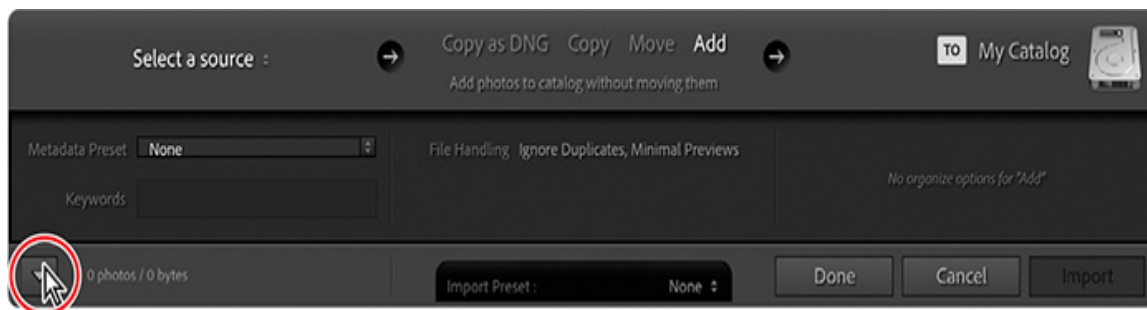 Select a source
Copy as DNG Copy Move Add
Add photos to catalog without moving them
TO My Catalog
Metadata Preset None
Keywords
File Handling Ignore Duplicates, Minimal Previews
No organize options for "Add"
0 photos / 0 bytes
Import Preset : None
Done
Cancel
Import